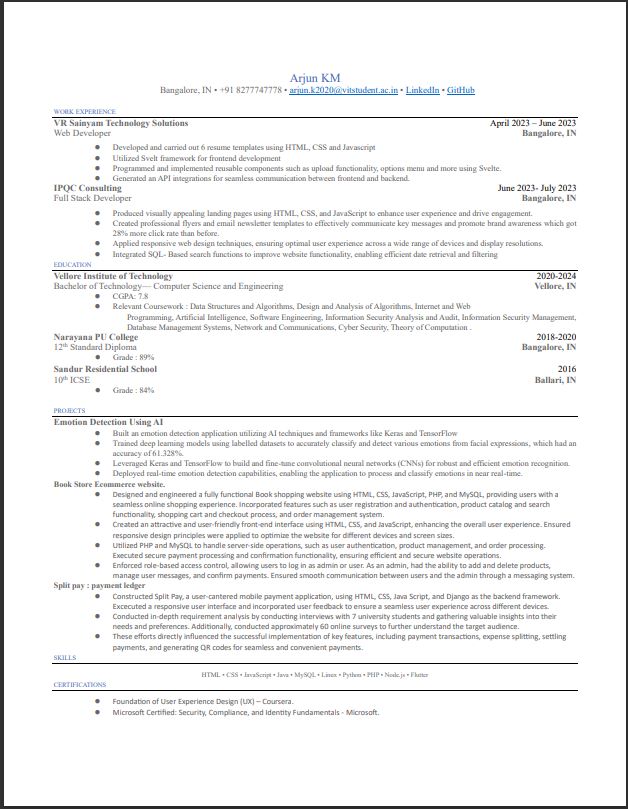 Arjun KM
Bangalore, IN • +91 8277747778 • arjun.k2020@vitstudent.ac.in • LinkedIn • GitHub
WORK EXPERIENCE
VR Sainyam Technology Solutions April 2023 – June 2023
Web Developer Bangalore, IN
● Developed and carried out 6 resume templates using HTML, CSS and Javascript
● Utilized Svelt framework for frontend development
● Programmed and implemented reusable components such as upload functionality, options menu and more using Svelte.
● Generated an API integrations for seamless communication between frontend and backend.
IPQC Consulting June 2023- July 2023
Full Stack Developer Bangalore, IN
● Produced visually appealing landing pages using HTML, CSS, and JavaScript to enhance user experience and drive engagement.
● Created professional flyers and email newsletter templates to effectively communicate key messages and promote brand awareness which got
28% more click rate than before.
● Applied responsive web design techniques, ensuring optimal user experience across a wide range of devices and display resolutions.
● Integrated SQL- Based search functions to improve website functionality, enabling efficient date retrieval and filtering
EDUCATION
Vellore Institute of Technology 2020-2024
Bachelor of Technology— Computer Science and Engineering Vellore, IN
● CGPA: 7.8
● Relevant Coursework : Data Structures and Algorithms, Design and Analysis of Algorithms, Internet and Web
Programming, Artificial Intelligence, Software Engineering, Information Security Analysis and Audit, Information Security Management,
Database Management Systems, Network and Communications, Cyber Security, Theory of Computation .
Narayana PU College 2018-2020
12th Standard Diploma Bangalore, IN
● Grade : 89%
Sandur Residential School 2016
10th ICSE Ballari, IN
● Grade : 84%
PROJECTS
Emotion Detection Using AI
● Built an emotion detection application utilizing AI techniques and frameworks like Keras and TensorFlow
● Trained deep learning models using labelled datasets to accurately classify and detect various emotions from facial expressions, which had an
accuracy of 61.328%.
● Leveraged Keras and TensorFlow to build and fine-tune convolutional neural networks (CNNs) for robust and efficient emotion recognition.
● Deployed real-time emotion detection capabilities, enabling the application to process and classify emotions in near real-time.
Book Store Ecommerce website.
● Designed and engineered a fully functional Book shopping website using HTML, CSS, JavaScript, PHP, and MySQL, providing users with a
seamless online shopping experience. Incorporated features such as user registration and authentication, product catalog and search
functionality, shopping cart and checkout process, and order management system.
● Created an attractive and user-friendly front-end interface using HTML, CSS, and JavaScript, enhancing the overall user experience. Ensured
responsive design principles were applied to optimize the website for different devices and screen sizes.
● Utilized PHP and MySQL to handle server-side operations, such as user authentication, product management, and order processing.
Executed secure payment processing and confirmation functionality, ensuring efficient and secure website operations.
● Enforced role-based access control, allowing users to log in as admin or user. As an admin, had the ability to add and delete products,
manage user messages, and confirm payments. Ensured smooth communication between users and the admin through a messaging system.
Split pay : payment ledger
● Constructed Split Pay, a user-cantered mobile payment application, using HTML, CSS, Java Script, and Django as the backend framework.
Executed a responsive user interface and incorporated user feedback to ensure a seamless user experience across different devices.
● Conducted in-depth requirement analysis by conducting interviews with 7 university students and gathering valuable insights into their
needs and preferences. Additionally, conducted approximately 60 online surveys to further understand the target audience.
● These efforts directly influenced the successful implementation of key features, including payment transactions, expense splitting, settling
payments, and generating QR codes for seamless and convenient payments.
SKILLS
HTML • CSS • JavaScript • Java • MySQL • Linux • Python • PHP • Node.js • Flutter
CERTIFICATIONS
● Foundation of User Experience Design (UX) – Coursera.
● Microsoft Certified: Security, Compliance, and Identity Fundamentals - Microsoft.